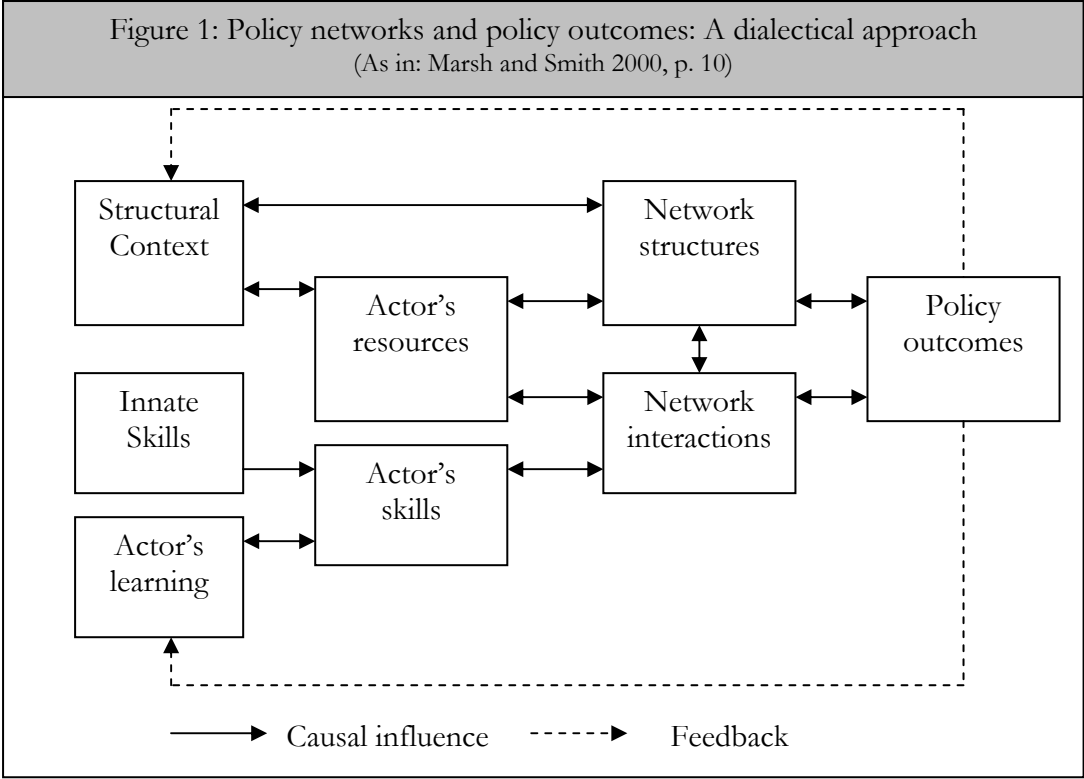 Figure 1: Policy networks and policy outcomes: A dialectical approach
(As in: Marsh and Smith 2000, p. 10)
Structural
Context
Network
structures
Actor’s
resources
Policy
outcomes
Innate
Skills
Network
interactions
Actor’s
skills
Actor’s
learning
Causal influence
Feedback